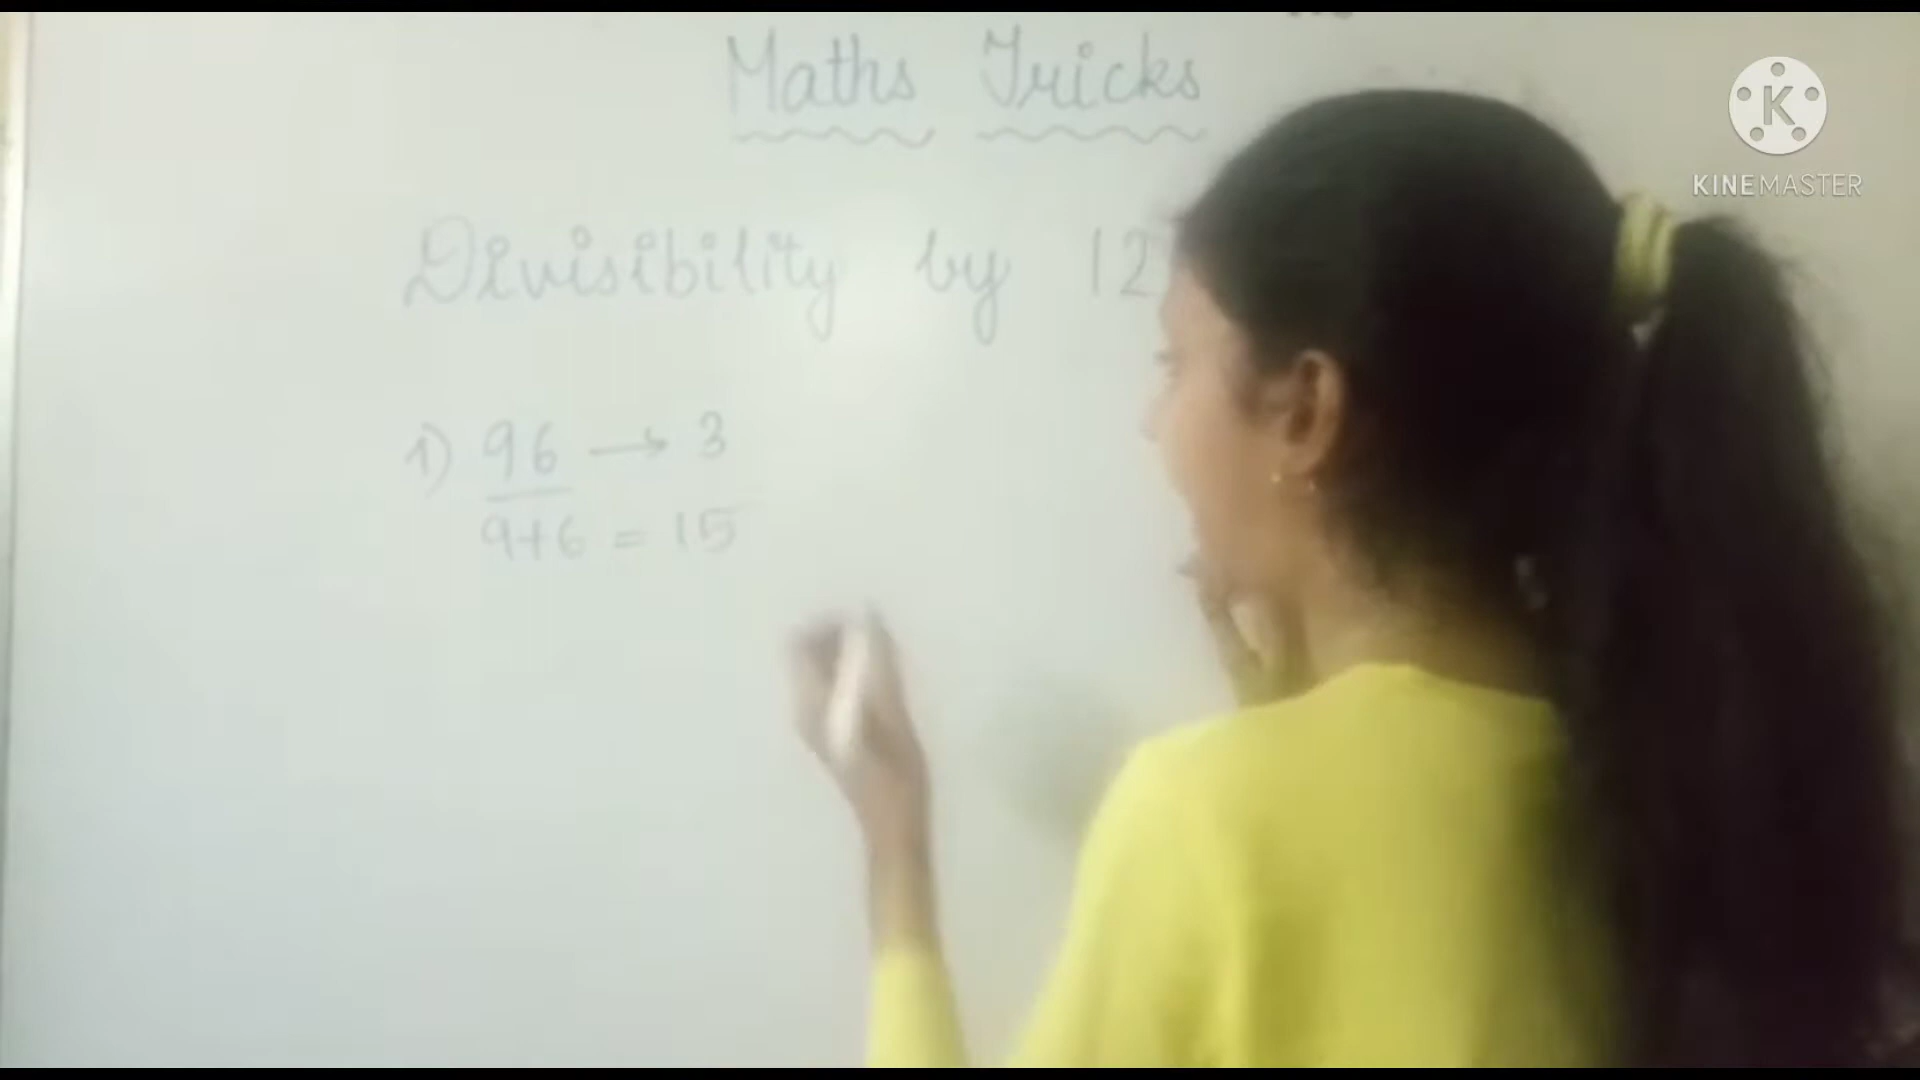 Maths Tricks
Divisibility by 12
1) 96 → 3
9+6 = 15
K
KINEMASTER